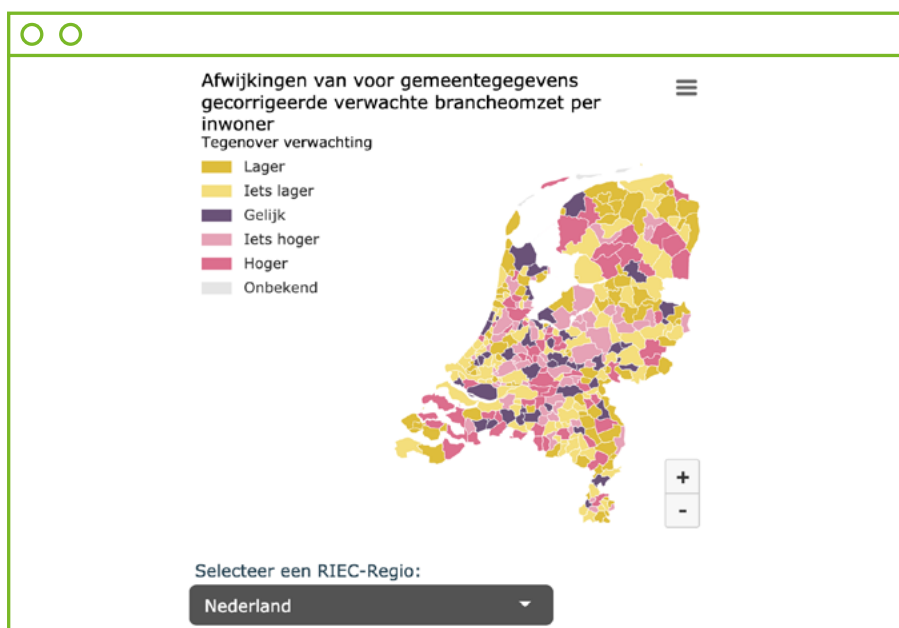 Afwijkingen van voor gemeentegegevens
gecorrigeerde verwachte brancheomzet per
inwoner
Tegenover verwachting
Lager
Iets lager
Gelijk
Iets hoger
Hoger
Onbekend
+
-
Selecteer een RIEC-Regio:
Nederland